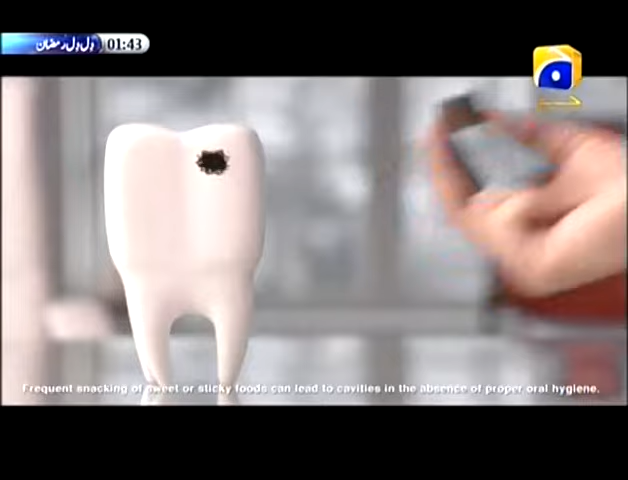 دل دل رمضان 01:43
Frequent snacking of sweet or sticky foods can lead to cavities in the absence of proper oral hygiene.